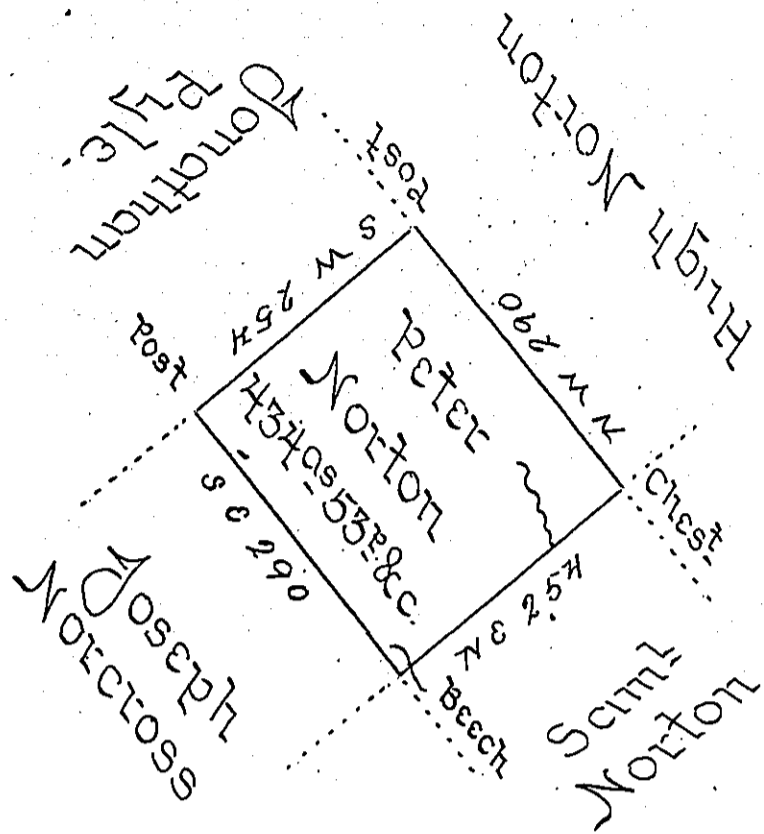 Jonathan
Pyle.
Post
Hugh Norton
S W 254
N W 290
Post
Peter
Norton
434as 53p &c.
Chest
S E 290
N E 254
Beech
Joseph
Norcross
Saml
Norton